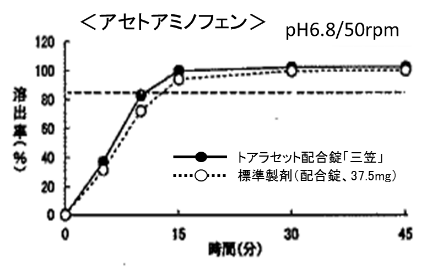 ＜アセトアミノフェン＞
pH6.8/50rpm
120
100
80
60
40
20
0
溶出率(%)
トアラセット配合錠「三笠」
標準製剤(配合錠、37.5mg)
0 15 30 45
時間(分)